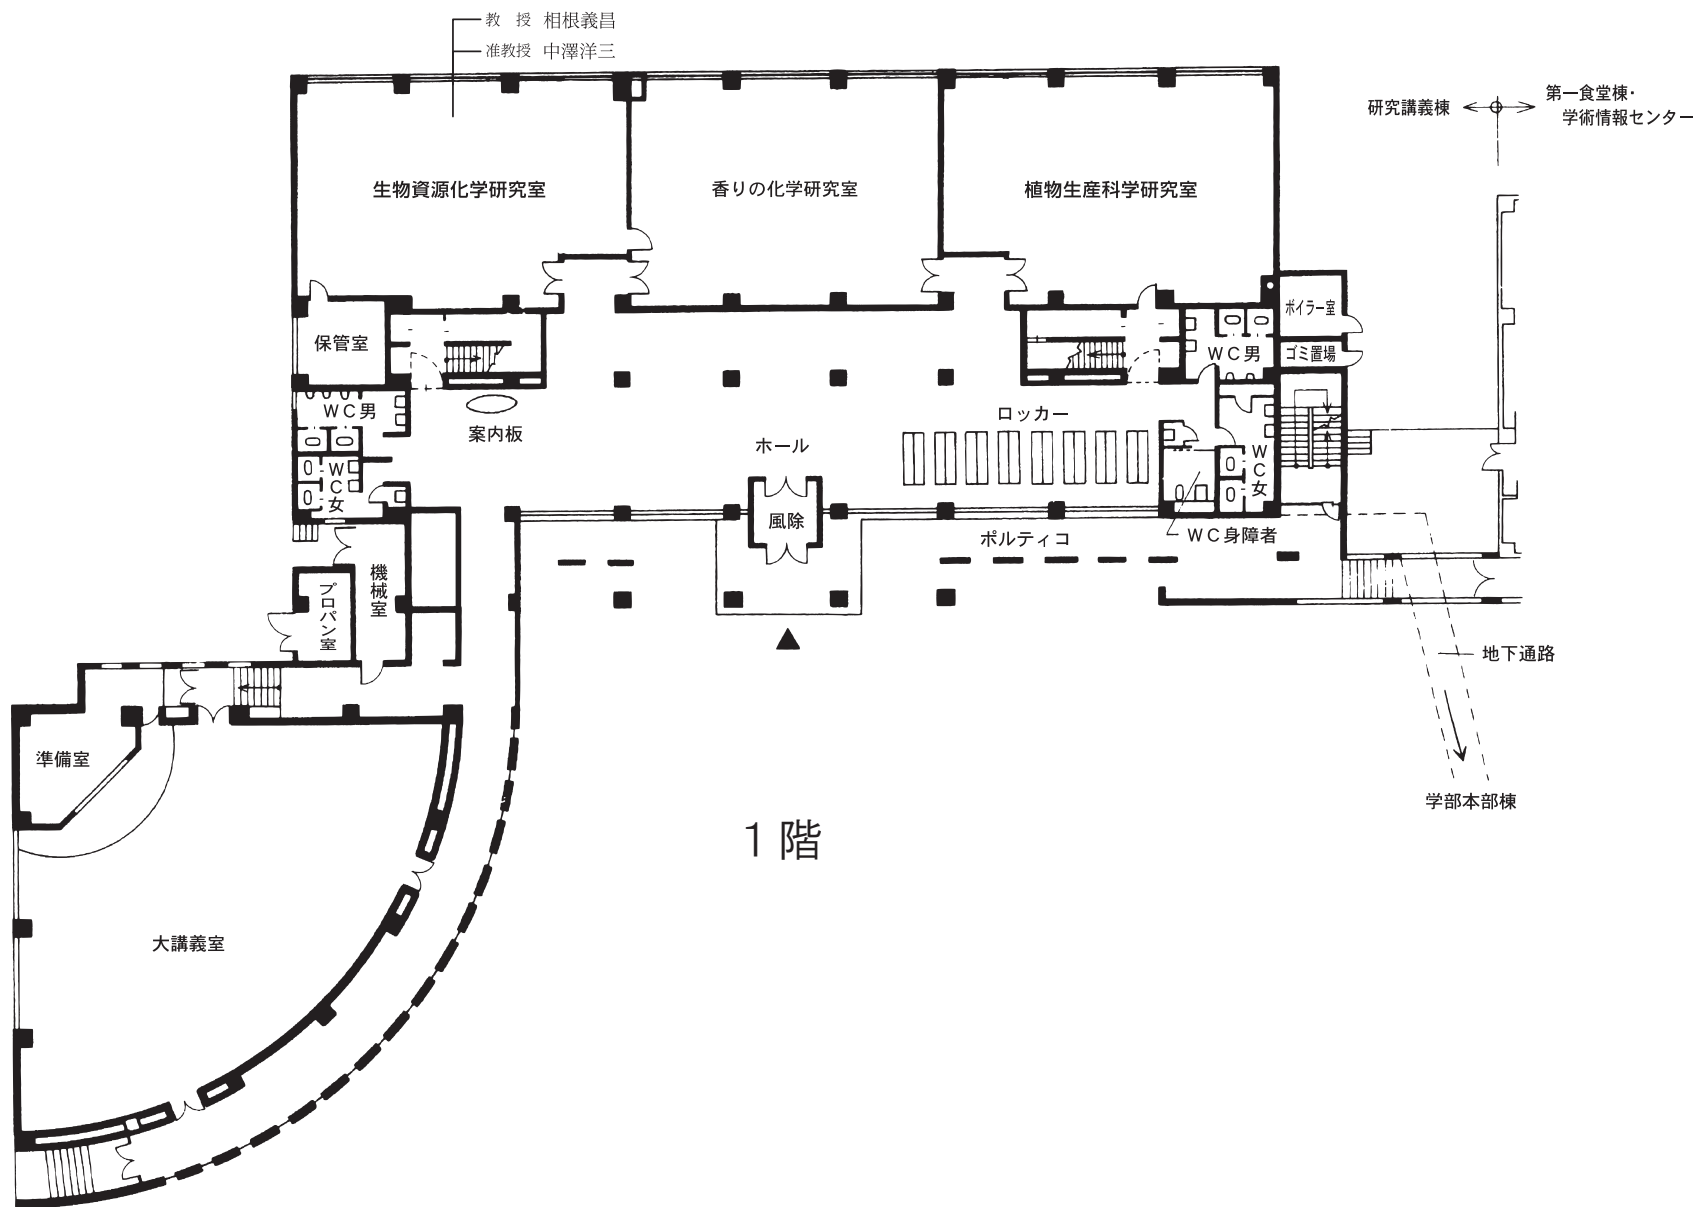 教　授 相根義昌
准教授 中澤洋三
研究講義棟
第一食堂棟・
学術情報センター
生物資源化学研究室
香りの化学研究室
植物生産科学研究室
保管室
ボイラー室
ゴミ置場
WC男
WC男
案内板
ロッカー
ホール
WC女
WC女
風除
ポルティコ
WC身障者
機械室
プロパン室
地下通路
準備室
学部本部棟
1階
大講義室